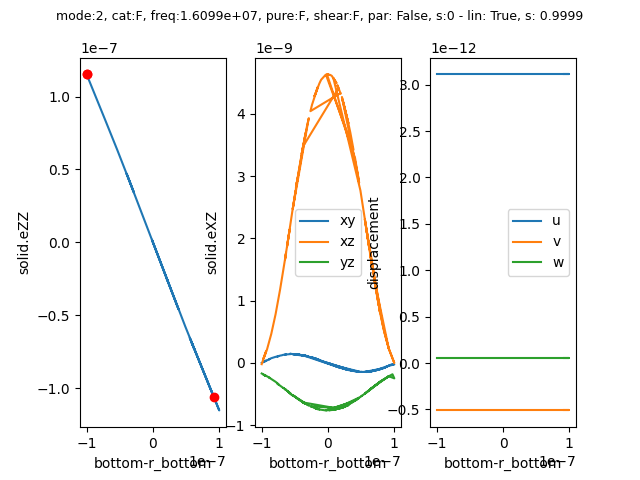 mode:2, cat:F, freq:1.6099e+07, pure:F, shear:F, par: False, s:0 - lin: True, s: 0.9999
1e−7
1.0
0.5
0.0
−0.5
−1.0
solid.eZZ
−1
0
1
1e−7
bottom-r_bottom
1e−9
4
3
2
1
0
−1
solid.eXZ
xy
xz
yz
−1
0
1
1e−7
bottom-r_bottom
1e−12
3.0
2.5
2.0
1.5
1.0
0.5
0.0
−0.5
displacement
u
v
w
−1
0
1
1e−7
bottom-r_bottom